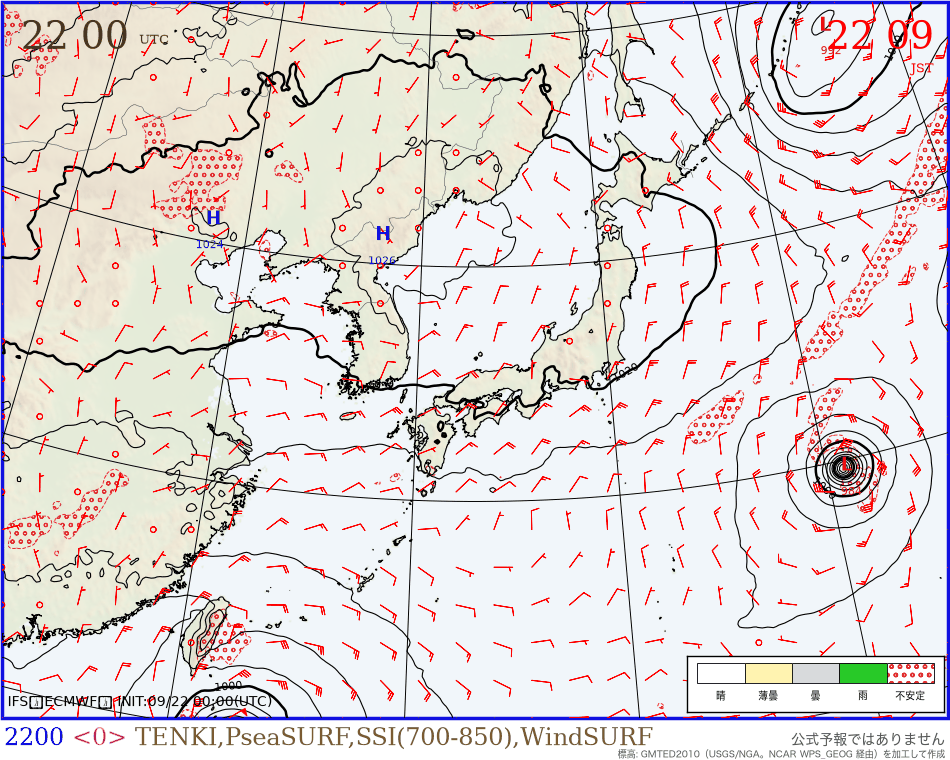 22 00 UTC
22 09
JST
992
H
1024
H
1026
1020
1000
IFS ECMWF INIT:09/22 00:00(UTC)
晴 薄曇 曇 雨 不安定
2200 <0> TENKI,PseaSURF,SSI(700-850),WindSURF
公式予報ではありません
標高: GMTED2010（USGS/NGA。NCAR WPS_GEOG 経由）を加工して作成